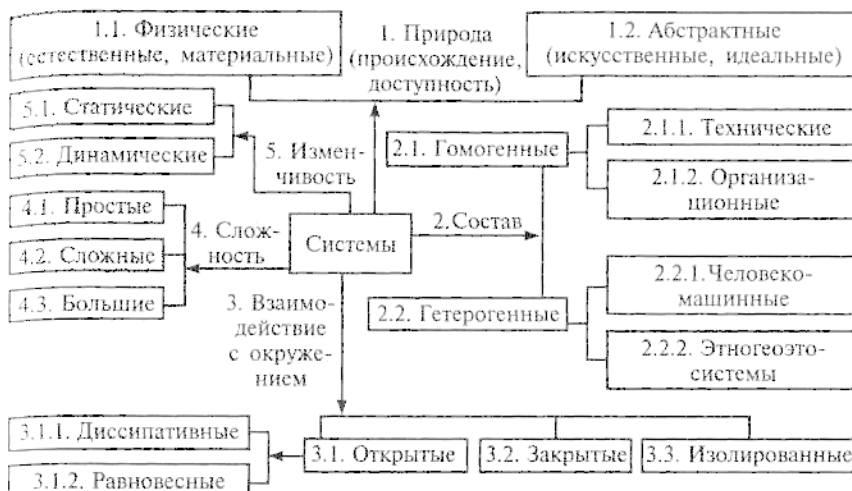 1.1. Физические
(естественные, материальные)
1. Природа
(происхождение,
доступность)
1.2. Абстрактные
(искусственные, идеальные)
5.1. Статические
5.2. Динамические
5. Измен-
чивость
2.1. Гомогенные
2.1.1. Технические
2.1.2. Организа-
ционные
4.1. Простые
4.2. Сложные
4.3. Большие
4. Слож-
ность
Системы
2.Состав
2.2. Гетерогенные
2.2.1.Человеко-
машинные
2.2.2. Этногеоэто-
системы
3. Взаимо-
действие
с окруже-
нием
3.1.1. Диссипативные
3.1.2. Равновесные
3.1. Открытые
3.2. Закрытые
3.3. Изолированные